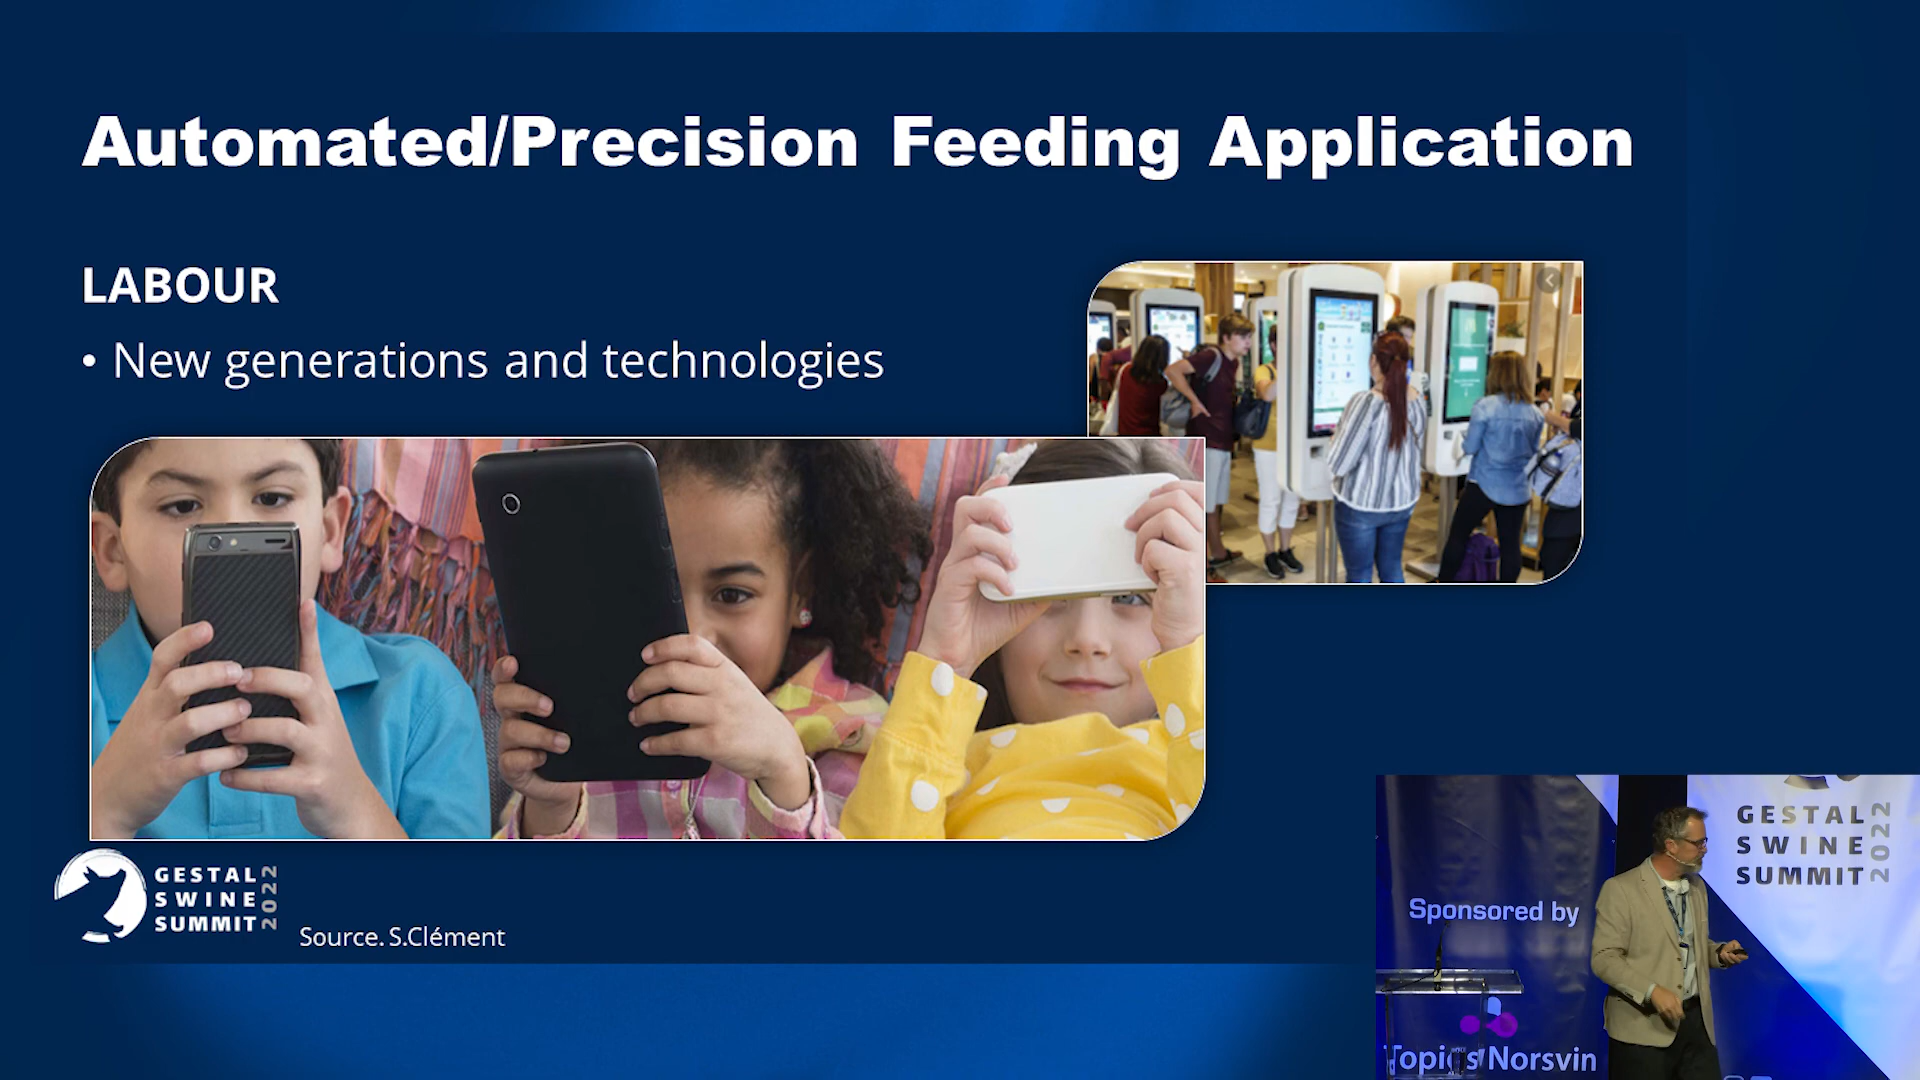 Automated/Precision Feeding Application
LABOUR
• New generations and technologies
GESTAL
SWINE
SUMMIT
2022
Source. S.Clément
GESTAL
SWINE
SUMMIT
2022
Sponsored by
Topigs Norsvin